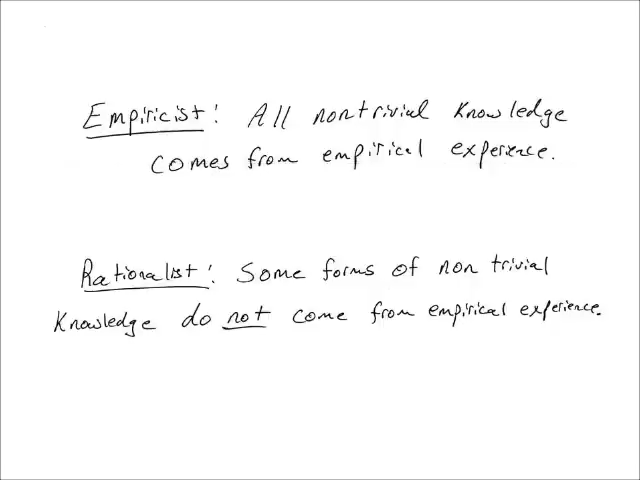 Empiricist: All nontrivial knowledge
comes from empirical experience.
Rationalist: Some forms of non trivial
knowledge do not come from empirical experience.